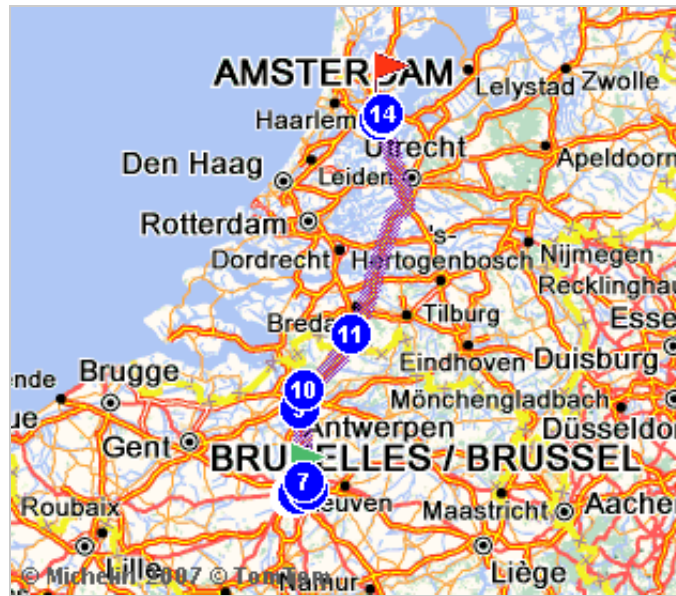 AMSTERDAM
Lelystad
Zwolle
Haarlem
14
Utrecht
Apeldoorn
Den Haag
Leiden
Rotterdam
's-
Hertogenbosch
Dordrecht
Nijmegen
Recklinghau
Breda
11
Tilburg
Esse
Eindhoven
Duisburg
Brugge
ende
10
Mönchengladbach
ue
9
Antwerpen
Düsseldor
Gent
BRUXELLES / BRUSSEL
7
Leuven
Maastricht
Aachen
Roubaix
Lille
Liège
© Michelin 2007 © TomTom
Namur